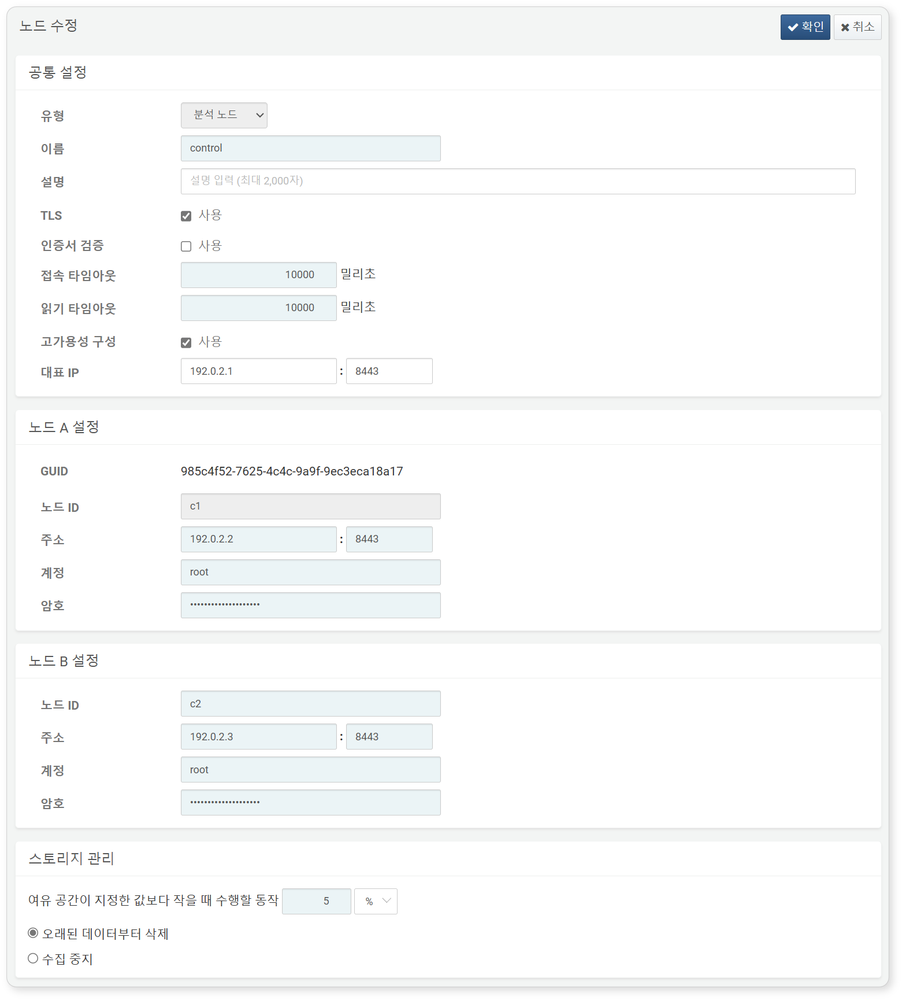 노드 수정
확인
취소
공통 설정
유형 분석 노드
이름 control
설명 설명 입력 (최대 2,000자)
TLS 사용
인증서 검증 사용
접속 타임아웃 10000 밀리초
읽기 타임아웃 10000 밀리초
고가용성 구성 사용
대표 IP 192.0.2.1 : 8443
노드 A 설정
GUID 985c4f52-7625-4c4c-9a9f-9ec3eca18a17
노드 ID c1
주소 192.0.2.2 : 8443
계정 root
암호 ••••••••••••••••••••
노드 B 설정
노드 ID c2
주소 192.0.2.3 : 8443
계정 root
암호 ••••••••••••••••••••
스토리지 관리
여유 공간이 지정한 값보다 작을 때 수행할 동작 5 %
오래된 데이터부터 삭제
수집 중지